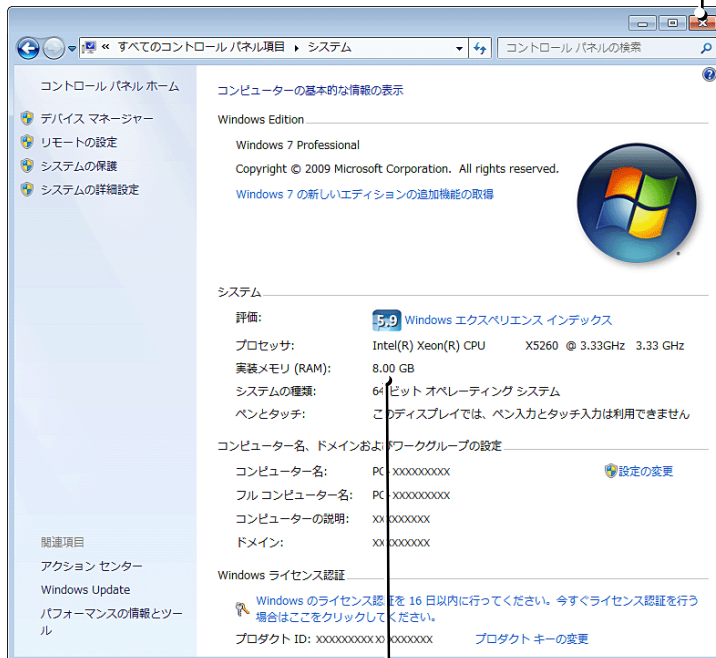 « すべてのコントロール パネル項目 ▸ システム
コントロール パネルの検索
コントロール パネル ホーム
デバイス マネージャー
リモートの設定
システムの保護
システムの詳細設定
コンピューターの基本的な情報の表示
Windows Edition
Windows 7 Professional
Copyright © 2009 Microsoft Corporation. All rights reserved.
Windows 7 の新しいエディションの追加機能の取得
システム
評価: 5.9 Windows エクスペリエンス インデックス
プロセッサ: Intel(R) Xeon(R) CPU X5260 @ 3.33GHz 3.33 GHz
実装メモリ (RAM): 8.00 GB
システムの種類: 64 ビット オペレーティング システム
ペンとタッチ: このディスプレイでは、ペン入力とタッチ入力は利用できません
コンピューター名、ドメインおよびワークグループの設定
コンピューター名: PC-XXXXXXXXX 設定の変更
フル コンピューター名: PC-XXXXXXXXX
コンピューターの説明: XXXXXXXXXX
ドメイン: XXXXXXXXXX
Windows ライセンス認証
Windows のライセンス認証を 16 日以内に行ってください。今すぐライセンス認証を行う
場合はここをクリックしてください。
プロダクト ID: XXXXXXXXX XXXXXXXXX プロダクト キーの変更
関連項目
アクション センター
Windows Update
パフォーマンスの情報とツー
ル